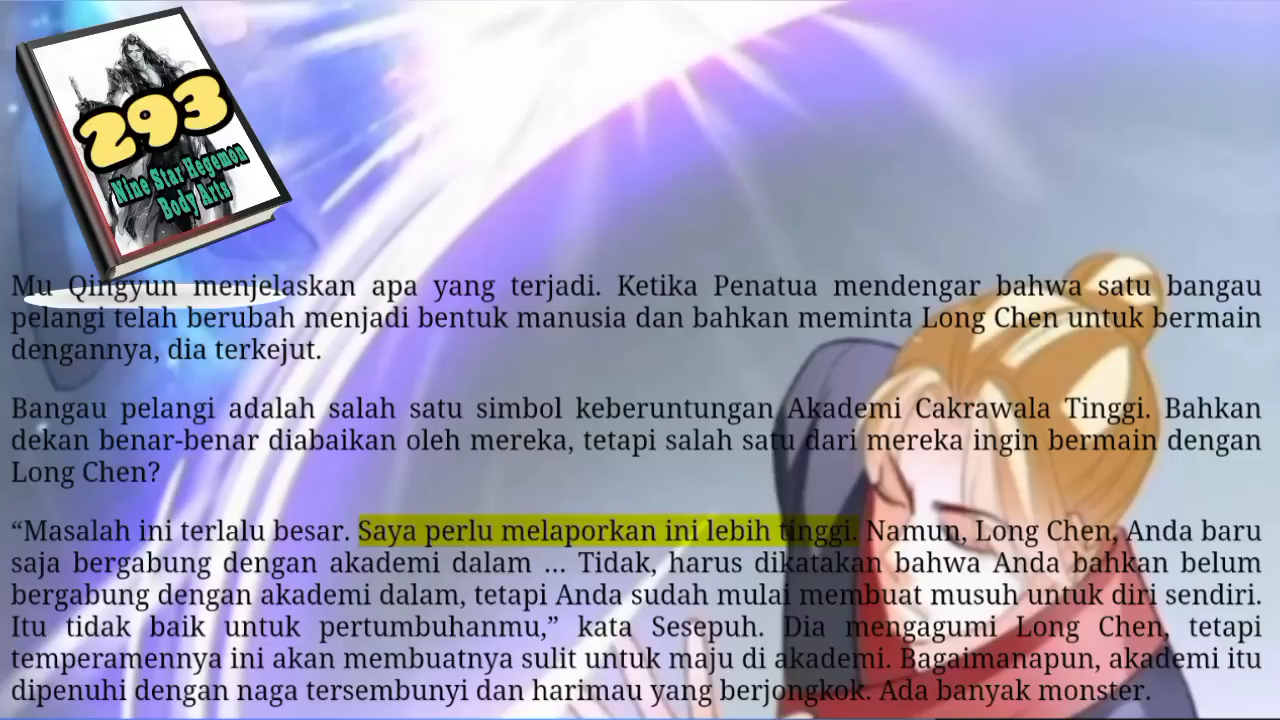 293
Nine Star Hegemon
Body Arts
Mu Qingyun menjelaskan apa yang terjadi. Ketika Penatua mendengar bahwa satu bangau
pelangi telah berubah menjadi bentuk manusia dan bahkan meminta Long Chen untuk bermain
dengannya, dia terkejut.
Bangau pelangi adalah salah satu simbol keberuntungan Akademi Cakrawala Tinggi. Bahkan
dekan benar-benar diabaikan oleh mereka, tetapi salah satu dari mereka ingin bermain dengan
Long Chen?
“Masalah ini terlalu besar. Saya perlu melaporkan ini lebih tinggi. Namun, Long Chen, Anda baru
saja bergabung dengan akademi dalam ... Tidak, harus dikatakan bahwa Anda bahkan belum
bergabung dengan akademi dalam, tetapi Anda sudah mulai membuat musuh untuk diri sendiri.
Itu tidak baik untuk pertumbuhanmu,” kata Sesepuh. Dia mengagumi Long Chen, tetapi
temperamennya ini akan membuatnya sulit untuk maju di akademi. Bagaimanapun, akademi itu
dipenuhi dengan naga tersembunyi dan harimau yang berjongkok. Ada banyak monster.